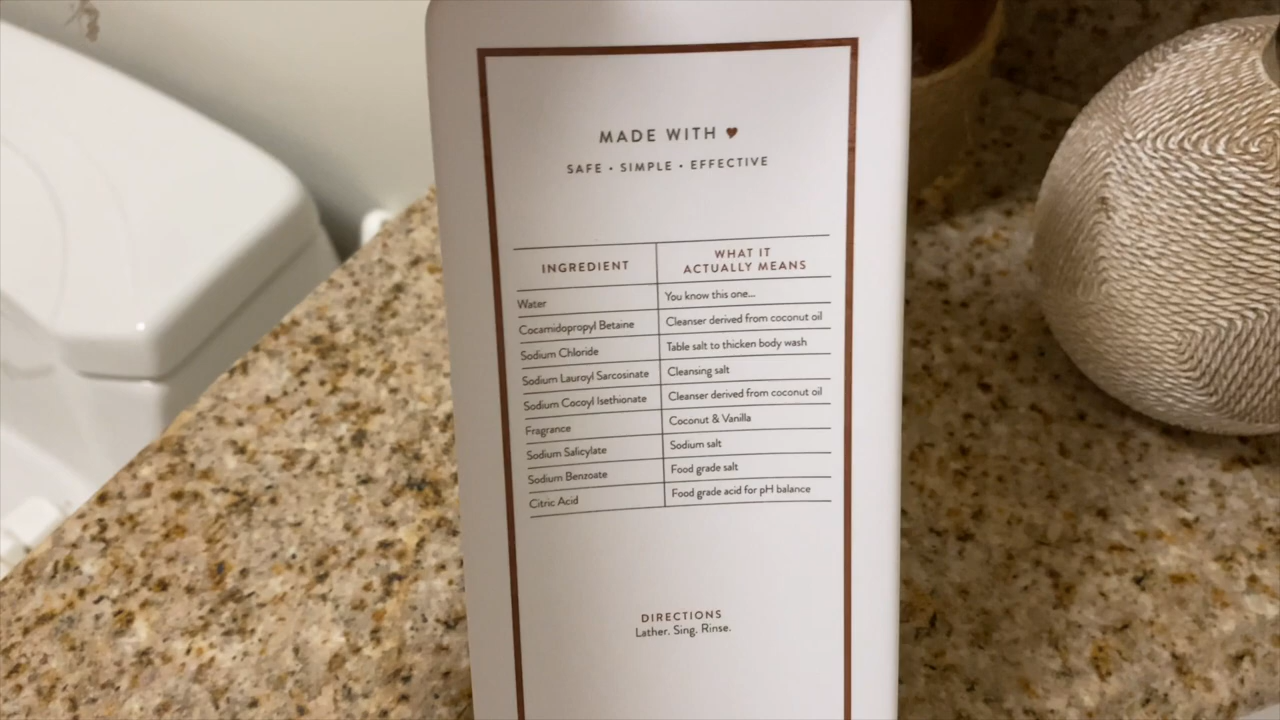 MADE WITH ♥
SAFE • SIMPLE • EFFECTIVE
INGREDIENT WHAT IT ACTUALLY MEANS
Water You know this one...
Cocamidopropyl Betaine Cleanser derived from coconut oil
Sodium Chloride Table salt to thicken body wash
Sodium Lauroyl Sarcosinate Cleansing salt
Sodium Cocoyl Isethionate Cleanser derived from coconut oil
Fragrance Coconut & Vanilla
Sodium Salicylate Sodium salt
Sodium Benzoate Food grade salt
Citric Acid Food grade acid for pH balance
DIRECTIONS
Lather. Sing. Rinse.